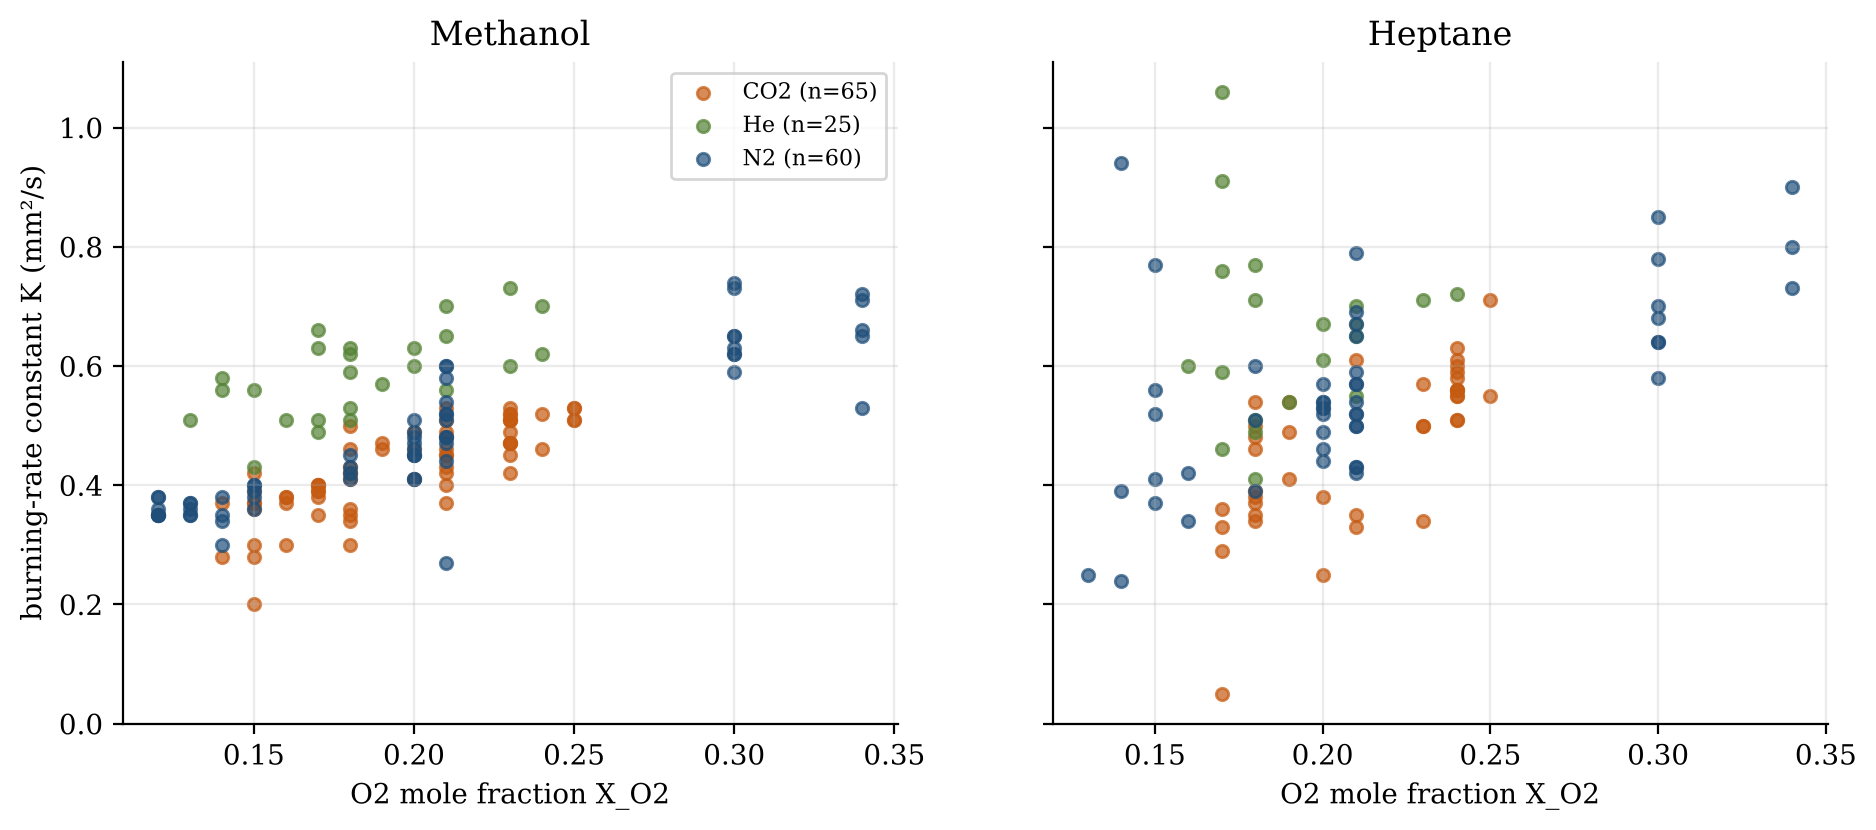 Methanol
Heptane
CO2 (n=65)
He (n=25)
N2 (n=60)
burning-rate constant K (mm²/s)
1.0
0.8
0.6
0.4
0.2
0.0
0.15 0.20 0.25 0.30 0.35
0.15 0.20 0.25 0.30 0.35
O2 mole fraction X_O2
O2 mole fraction X_O2